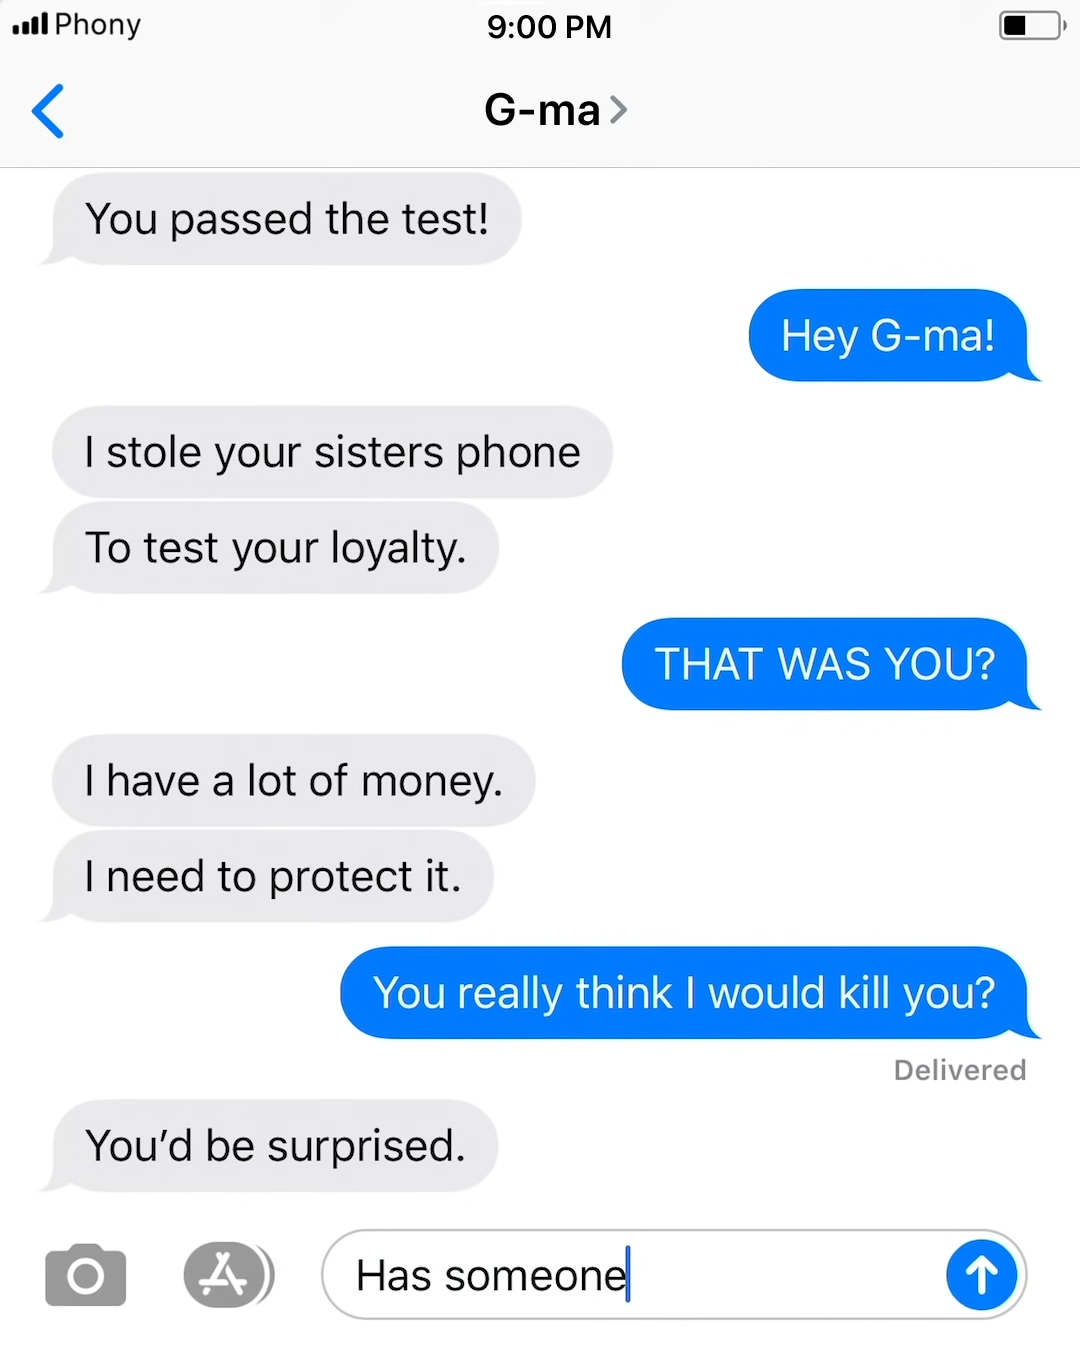 Phony
9:00 PM
G-ma
You passed the test!
Hey G-ma!
I stole your sisters phone
To test your loyalty.
THAT WAS YOU?
I have a lot of money.
I need to protect it.
You really think I would kill you?
Delivered
You’d be surprised.
Has someone